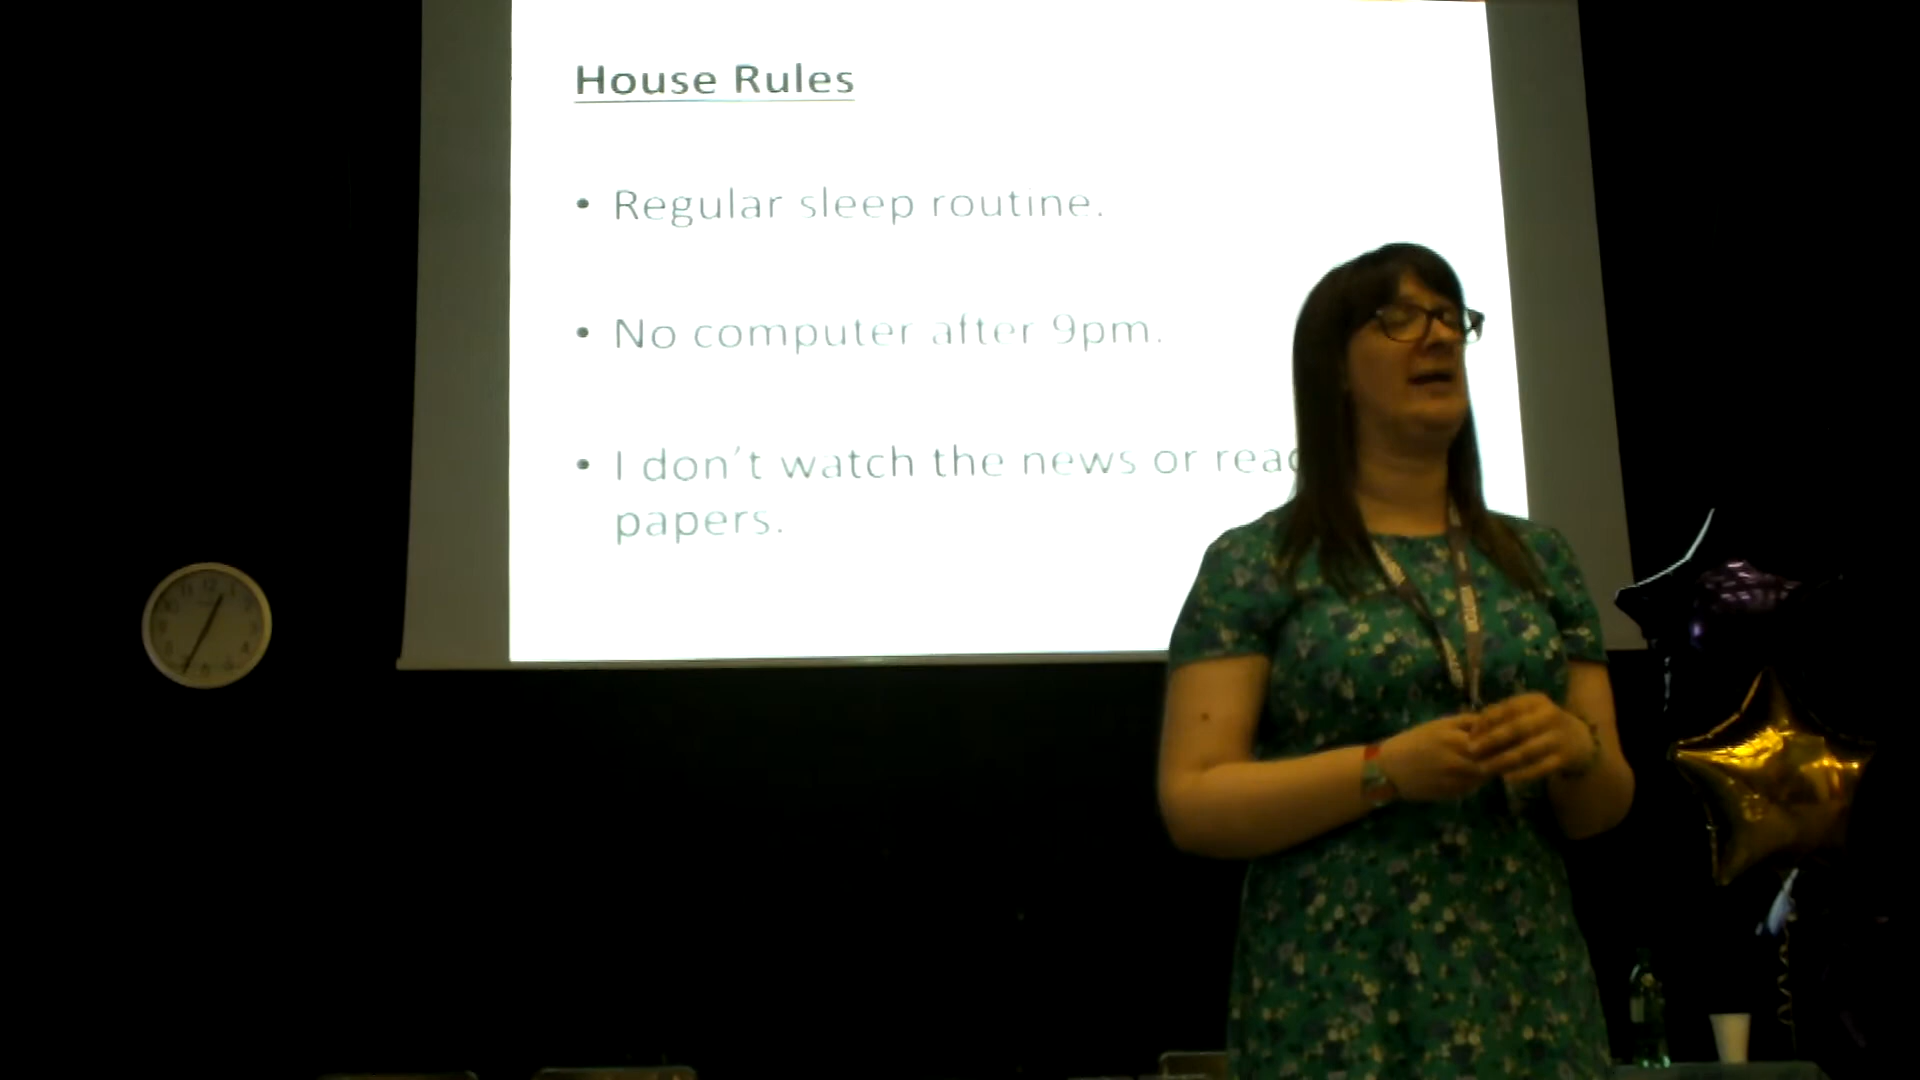 House Rules
• Regular sleep routine.
• No computer after 9pm.
• I don't watch the news or
papers.